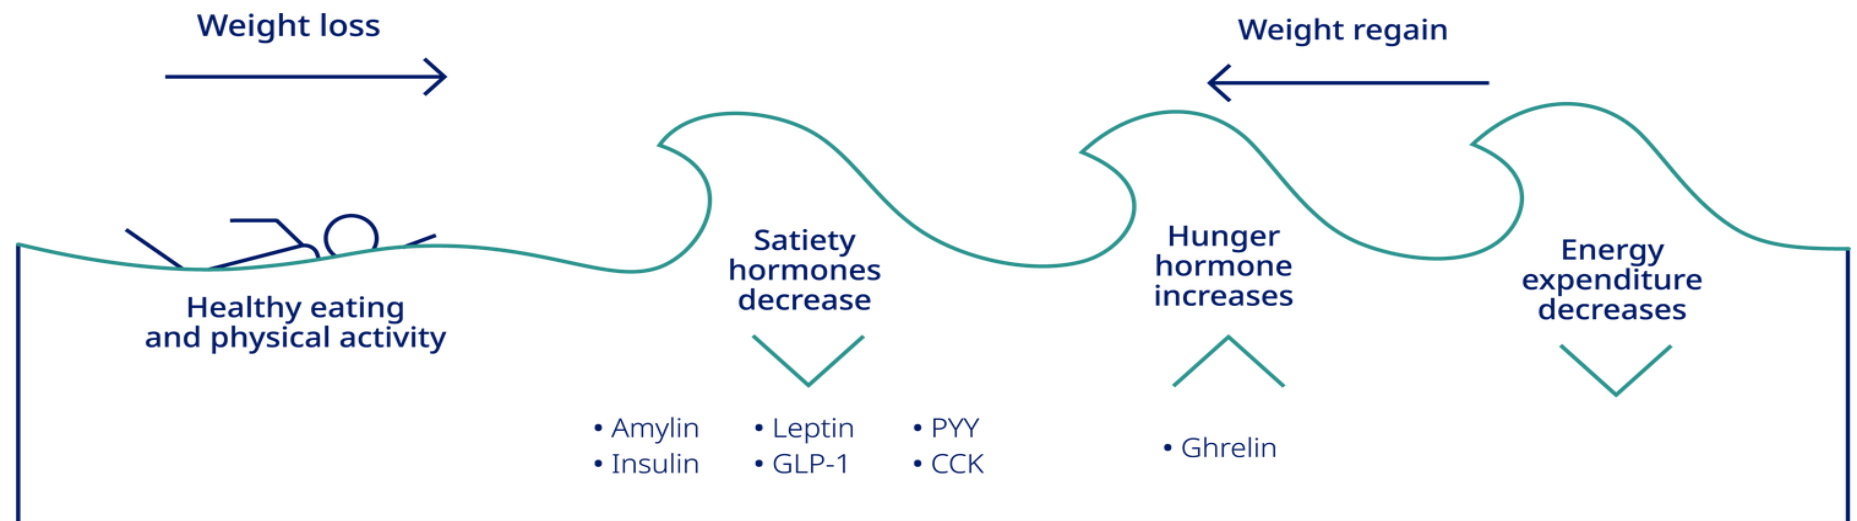 Weight loss
Weight regain
Healthy eating
and physical activity
Satiety
hormones
decrease
• Amylin
• Insulin
• Leptin
• GLP-1
• PYY
• CCK
Hunger
hormone
increases
• Ghrelin
Energy
expenditure
decreases